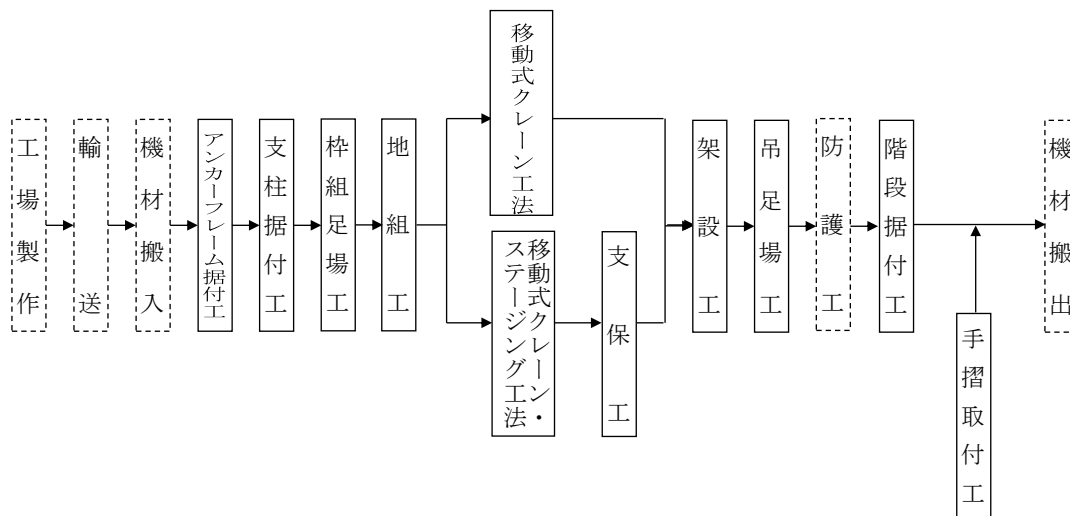 工場製作
輸送
機材搬入
アンカーフレーム据付工
支柱据付工
枠組足場工
地組工
移動式クレーン工法
移動式クレーン・
ステージング工法
支保工
架設工
吊足場工
防護工
階段据付工
手摺取付工
機材搬出